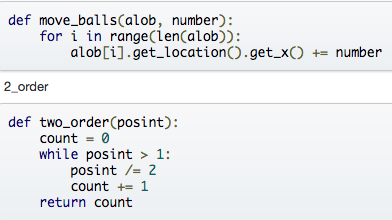 def move_balls(alob, number):
    for i in range(len(alob)):
        alob[i].get_location().get_x() += number
2_order
def two_order(posint):
    count = 0
    while posint > 1:
        posint /= 2
        count += 1
    return count